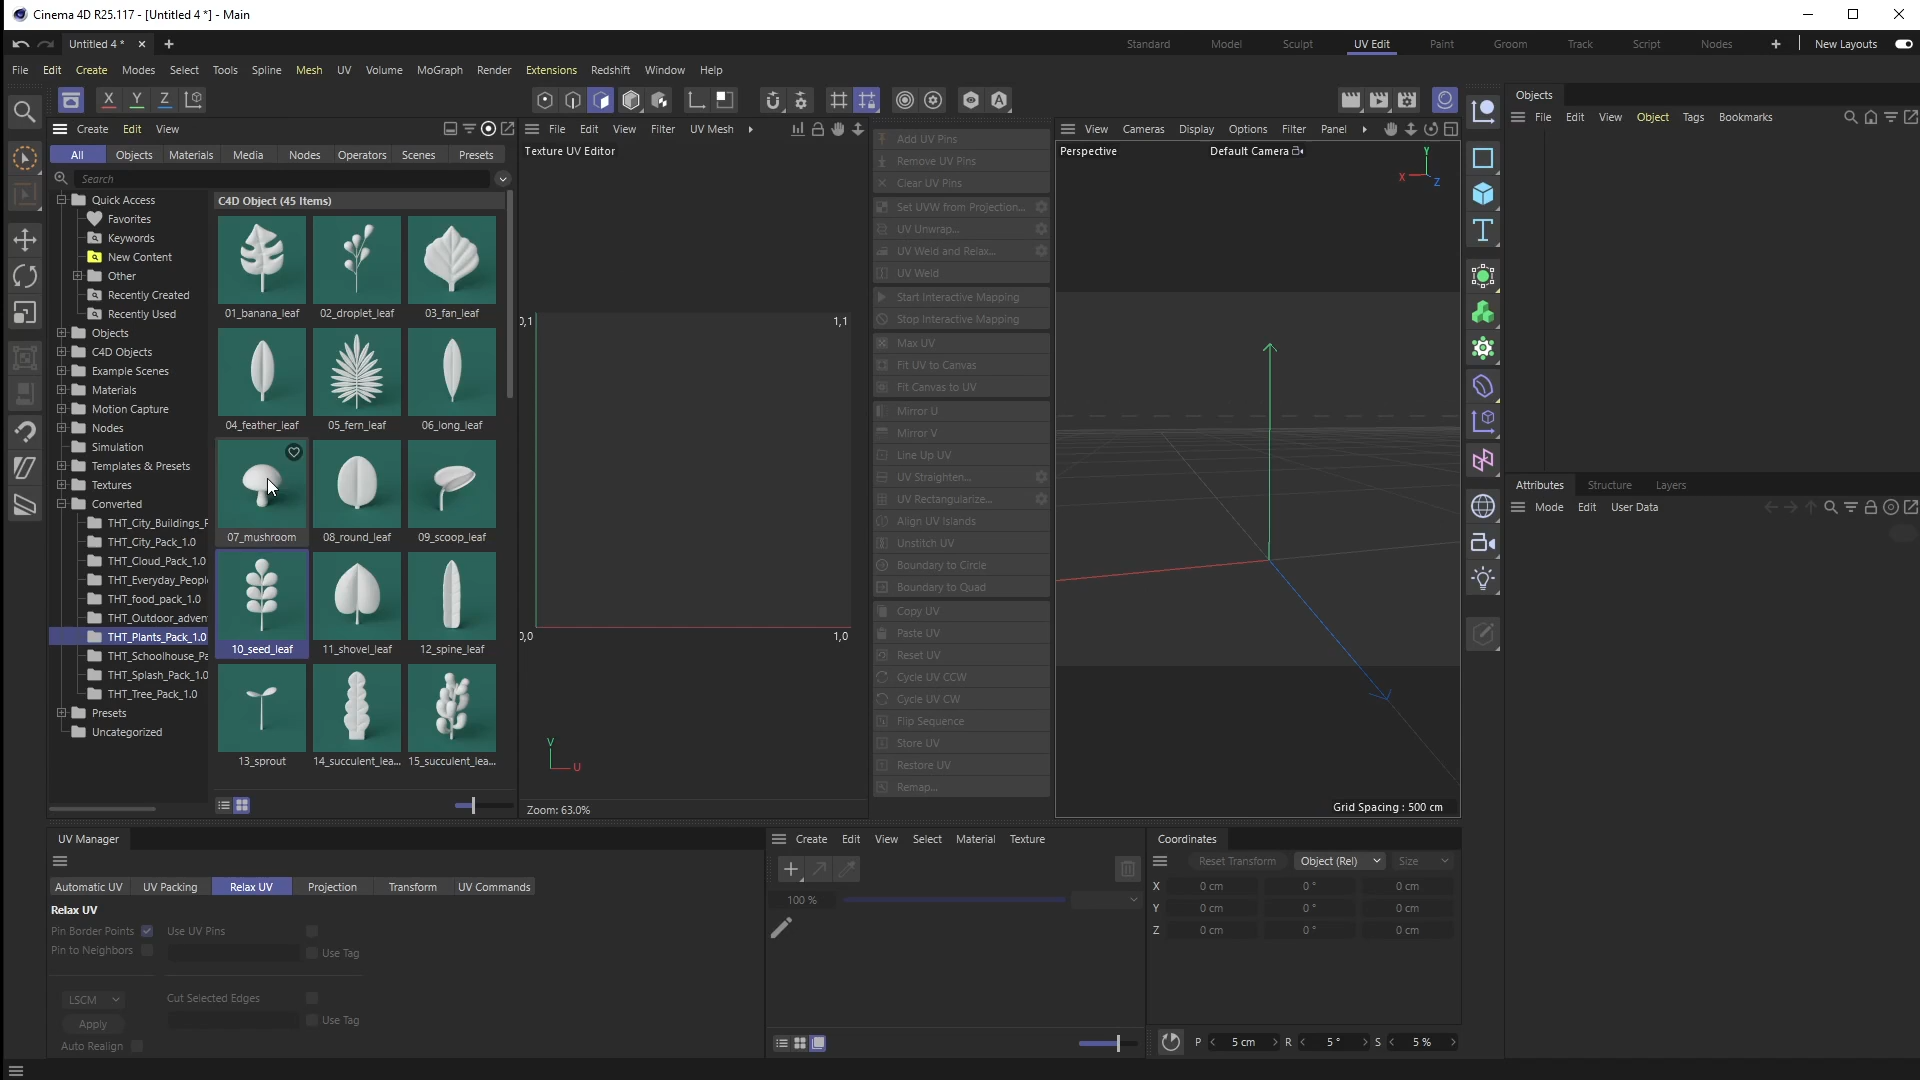 Cinema 4D R25.117 - [Untitled 4 *] - Main
Untitled 4 *
Standard Model Sculpt UV Edit Paint Groom Track Script Nodes New Layouts
File Edit Create Modes Select Tools Spline Mesh UV Volume MoGraph Render Extensions Redshift Window Help
X Y Z
Create Edit View
All Objects Materials Media Nodes Operators Scenes Presets
Search
Quick Access
Favorites
Keywords
New Content
Other
Recently Created
Recently Used
Objects
C4D Objects
Example Scenes
Materials
Motion Capture
Nodes
Simulation
Templates & Presets
Textures
Converted
THT_City_Buildings_P
THT_City_Pack_1.0
THT_Cloud_Pack_1.0
THT_Everyday_People
THT_food_pack_1.0
THT_Outdoor_adven
THT_Plants_Pack_1.0
THT_Schoolhouse_Pa
THT_Splash_Pack_1.0
THT_Tree_Pack_1.0
Presets
Uncategorized
C4D Object (45 Items)
01_banana_leaf 02_droplet_leaf 03_fan_leaf
04_feather_leaf 05_fern_leaf 06_long_leaf
07_mushroom 08_round_leaf 09_scoop_leaf
10_seed_leaf 11_shovel_leaf 12_spine_leaf
13_sprout 14_succulent_lea... 15_succulent_lea...
File Edit View Filter UV Mesh
Texture UV Editor
0,1 1,1
0,0 1,0
V
U
Zoom: 63.0%
Add UV Pins
Remove UV Pins
Clear UV Pins
Set UVW from Projection...
UV Unwrap...
UV Weld and Relax...
UV Weld
Start Interactive Mapping
Stop Interactive Mapping
Max UV
Fit UV to Canvas
Fit Canvas to UV
Mirror U
Mirror V
Line Up UV
UV Straighten...
UV Rectangularize...
Align UV Islands
Unstitch UV
Boundary to Circle
Boundary to Quad
Copy UV
Paste UV
Reset UV
Cycle UV CCW
Cycle UV CW
Flip Sequence
Store UV
Restore UV
Remap...
View Cameras Display Options Filter Panel
Perspective Default Camera
Y
X
Z
Grid Spacing : 500 cm
Objects
File Edit View Object Tags Bookmarks
Attributes Structure Layers
Mode Edit User Data
UV Manager
Automatic UV UV Packing Relax UV Projection Transform UV Commands
Relax UV
Pin Border Points Use UV Pins
Pin to Neighbors Use Tag
LSCM Cut Selected Edges
Apply Use Tag
Auto Realign
Create Edit View Select Material Texture
100 %
Coordinates
Reset Transform Object (Rel) Size
X 0 cm 0 ° 0 cm
Y 0 cm 0 ° 0 cm
Z 0 cm 0 ° 0 cm
P < 5 cm > R < 5 ° > S < 5 % >